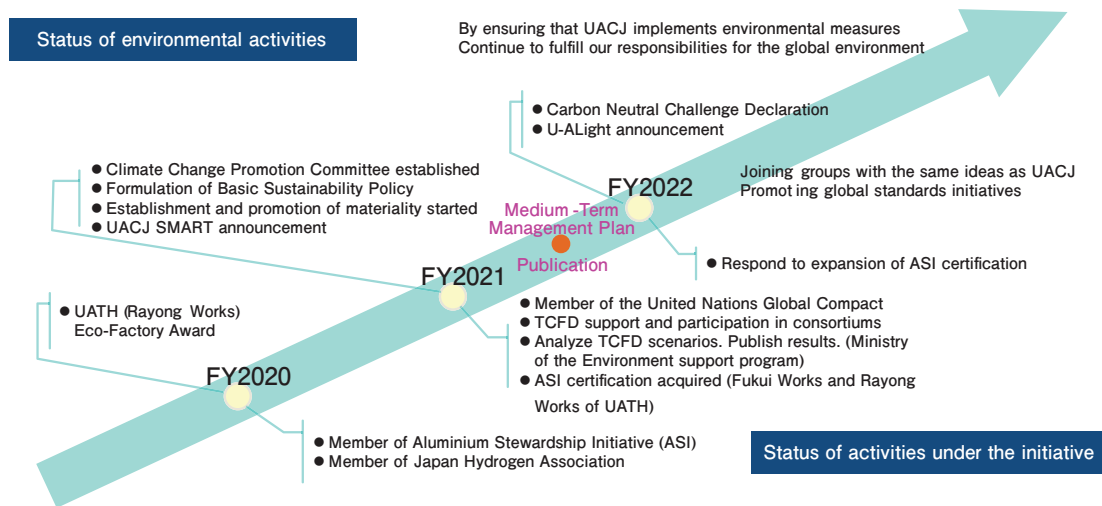 Status of environmental activities
By ensuring that UACJ implements environmental measures
Continue to fulfill our responsibilities for the global environment
● Carbon Neutral Challenge Declaration
● U-ALight announcement
● Climate Change Promotion Committee established
● Formulation of Basic Sustainability Policy
● Establishment and promotion of materiality started
● UACJ SMART announcement
FY2022
Joining groups with the same ideas as UACJ
Promoting global standards initiatives
Medium-Term
Management Plan
Publication
● Respond to expansion of ASI certification
FY2021
● UATH (Rayong Works)
Eco-Factory Award
● Member of the United Nations Global Compact
● TCFD support and participation in consortiums
● Analyze TCFD scenarios. Publish results. (Ministry
of the Environment support program)
● ASI certification acquired (Fukui Works and Rayong
Works of UATH)
FY2020
● Member of Aluminium Stewardship Initiative (ASI)
● Member of Japan Hydrogen Association
Status of activities under the initiative